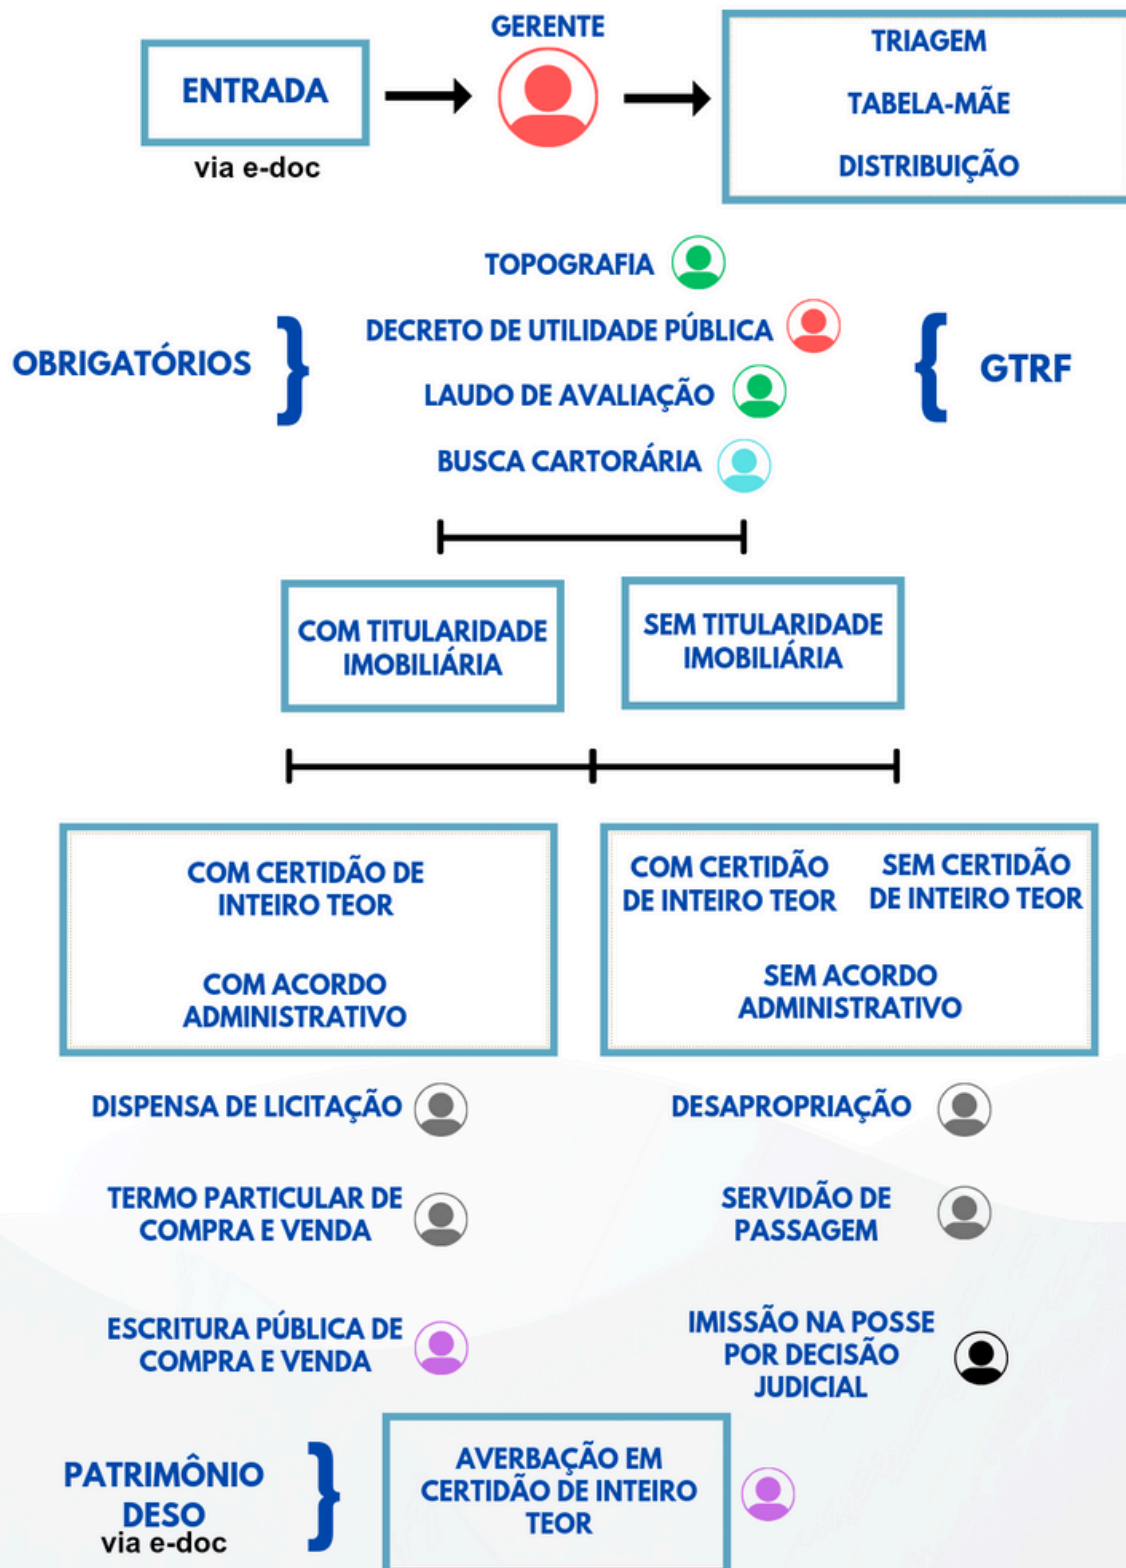 GERENTE
ENTRADA
via e-doc
TRIAGEM
TABELA-MÃE
DISTRIBUIÇÃO
TOPOGRAFIA
DECRETO DE UTILIDADE PÚBLICA
OBRIGATÓRIOS
}
{
GTRF
LAUDO DE AVALIAÇÃO
BUSCA CARTORÁRIA
COM TITULARIDADE
IMOBILIÁRIA
SEM TITULARIDADE
IMOBILIÁRIA
COM CERTIDÃO DE
INTEIRO TEOR
COM ACORDO
ADMINISTRATIVO
COM CERTIDÃO
DE INTEIRO TEOR
SEM CERTIDÃO
DE INTEIRO TEOR
SEM ACORDO
ADMINISTRATIVO
DISPENSA DE LICITAÇÃO
TERMO PARTICULAR DE
COMPRA E VENDA
ESCRITURA PÚBLICA DE
COMPRA E VENDA
DESAPROPRIAÇÃO
SERVIDÃO DE
PASSAGEM
IMISSÃO NA POSSE
POR DECISÃO
JUDICIAL
PATRIMÔNIO
DESO
via e-doc
}
AVERBAÇÃO EM
CERTIDÃO DE INTEIRO
TEOR